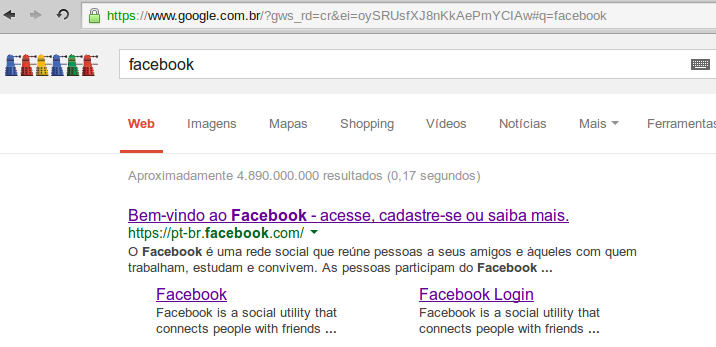 https://www.google.com.br/?gws_rd=cr&ei=oySRUsfXJ8nKkAePmYCIAw#q=facebook
facebook
Web Imagens Mapas Shopping Vídeos Notícias Mais Ferramentas
Aproximadamente 4.890.000.000 resultados (0,17 segundos)
Bem-vindo ao Facebook - acesse, cadastre-se ou saiba mais.
https://pt-br.facebook.com/
O Facebook é uma rede social que reúne pessoas a seus amigos e àqueles com quem
trabalham, estudam e convivem. As pessoas participam do Facebook ...
Facebook Facebook Login
Facebook is a social utility that Facebook is a social utility that
connects people with friends ... connects people with friends ...